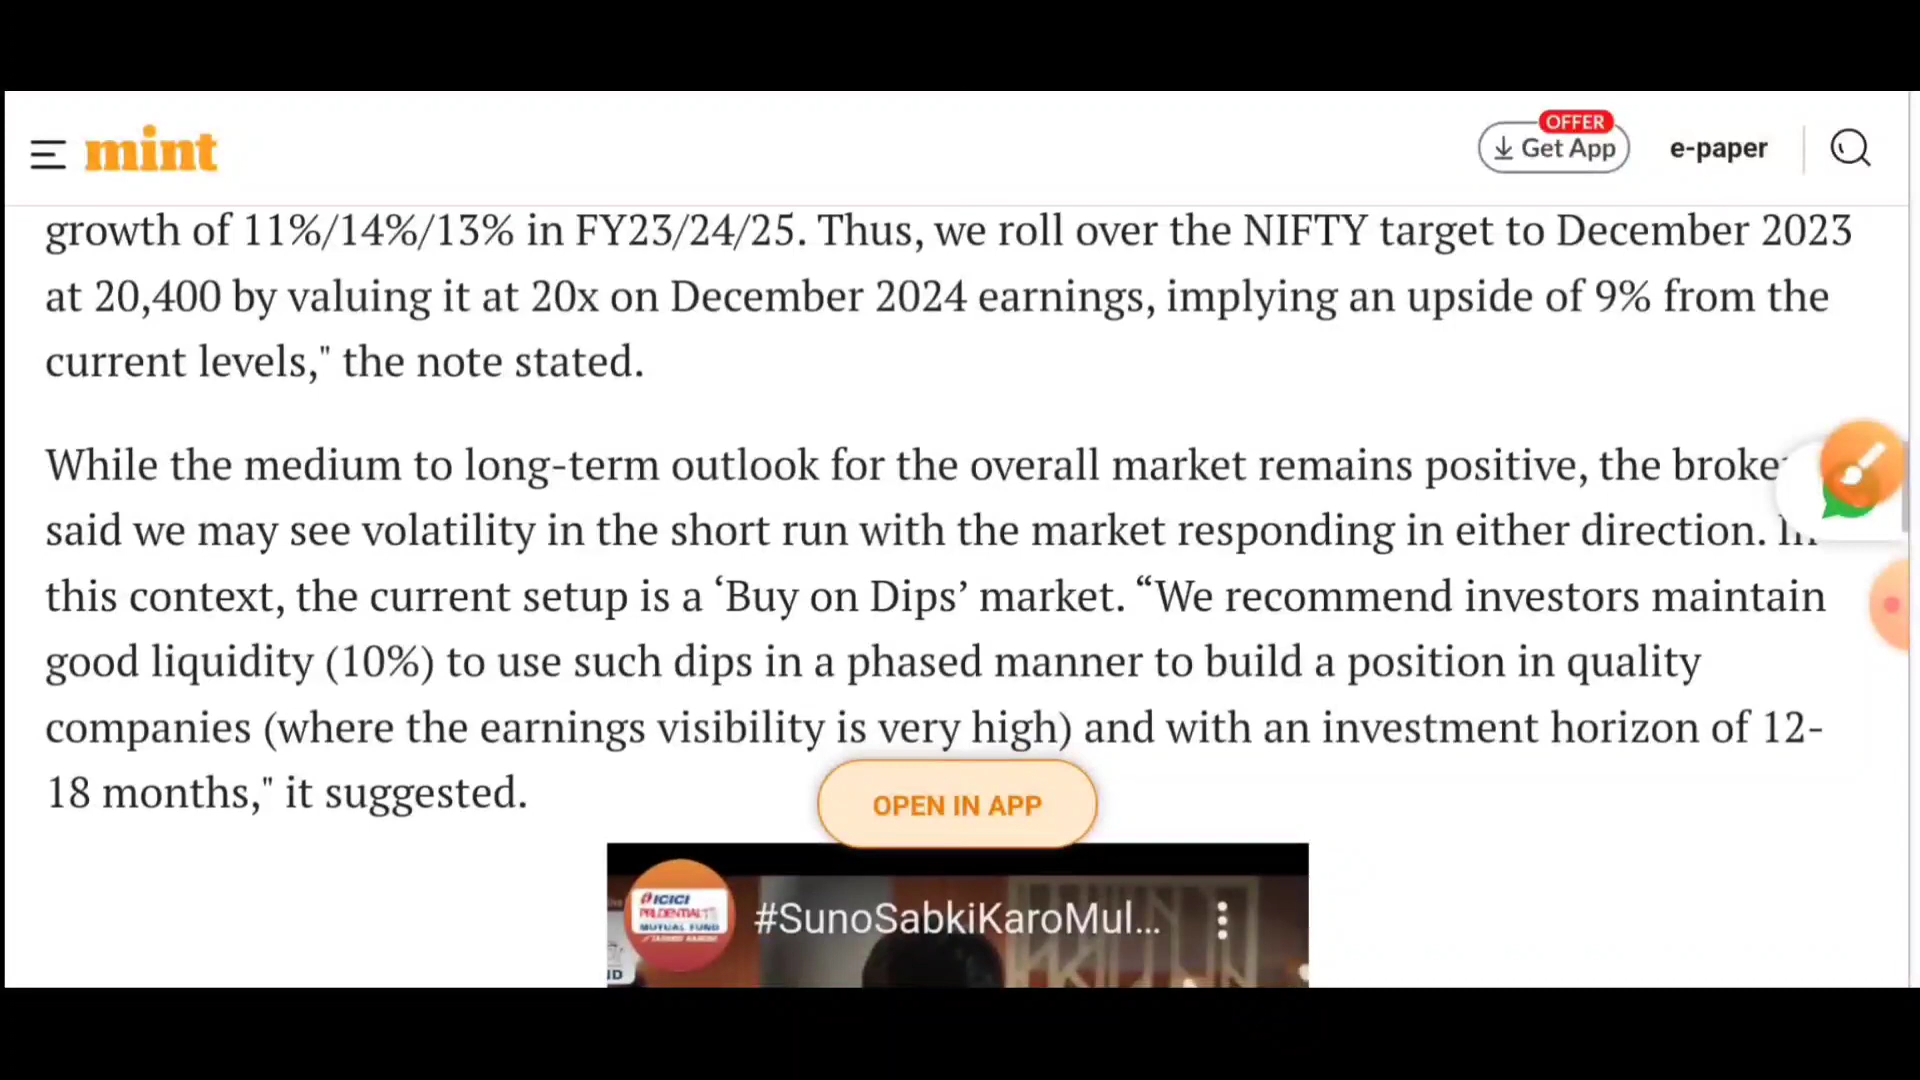 mint
OFFER
Get App
e-paper
growth of 11%/14%/13% in FY23/24/25. Thus, we roll over the NIFTY target to December 2023
at 20,400 by valuing it at 20x on December 2024 earnings, implying an upside of 9% from the
current levels," the note stated.
While the medium to long-term outlook for the overall market remains positive, the broke
said we may see volatility in the short run with the market responding in either direction. In
this context, the current setup is a ‘Buy on Dips’ market. “We recommend investors maintain
good liquidity (10%) to use such dips in a phased manner to build a position in quality
companies (where the earnings visibility is very high) and with an investment horizon of 12-
18 months," it suggested.
OPEN IN APP
ICICI
PRUDENTIAL
MUTUAL FUND
#SunoSabkiKaroMul...